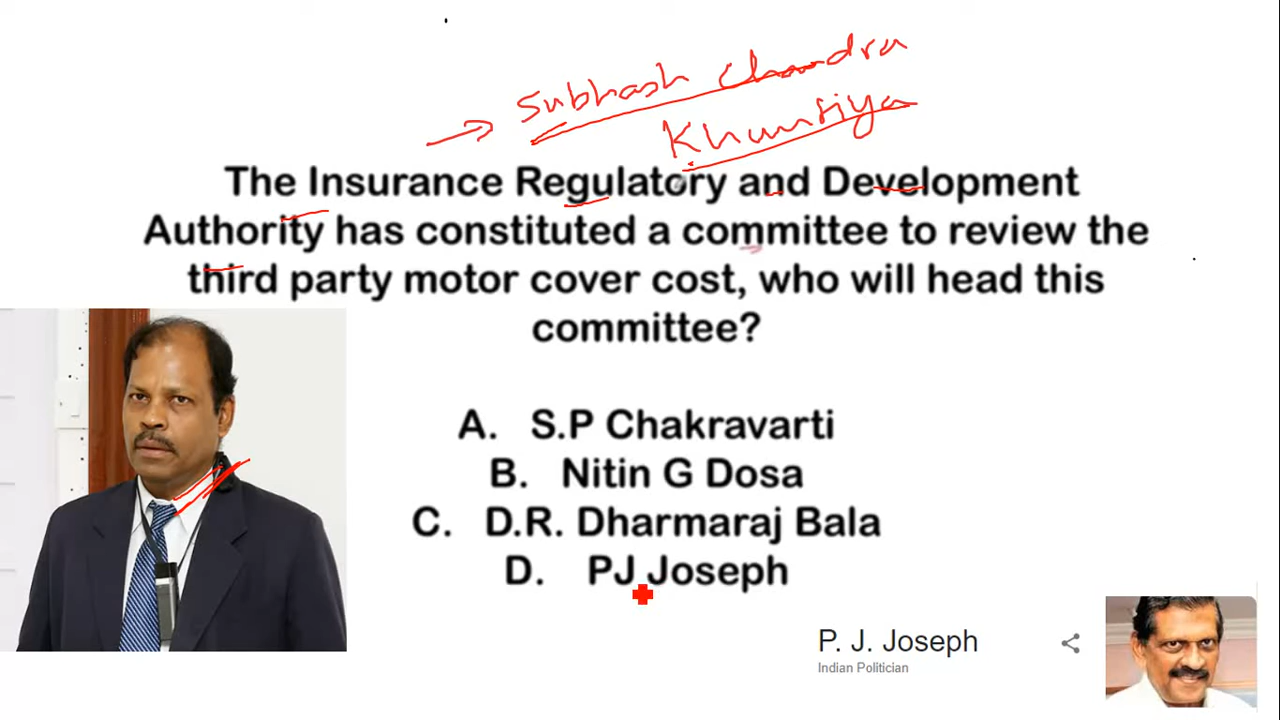 → Subhash Chandra
Khuntiya
The Insurance Regulatory and Development
Authority has constituted a committee to review the
third party motor cover cost, who will head this
committee?
A. S.P Chakravarti
B. Nitin G Dosa
C. D.R. Dharmaraj Bala
D. PJ Joseph
P. J. Joseph
Indian Politician